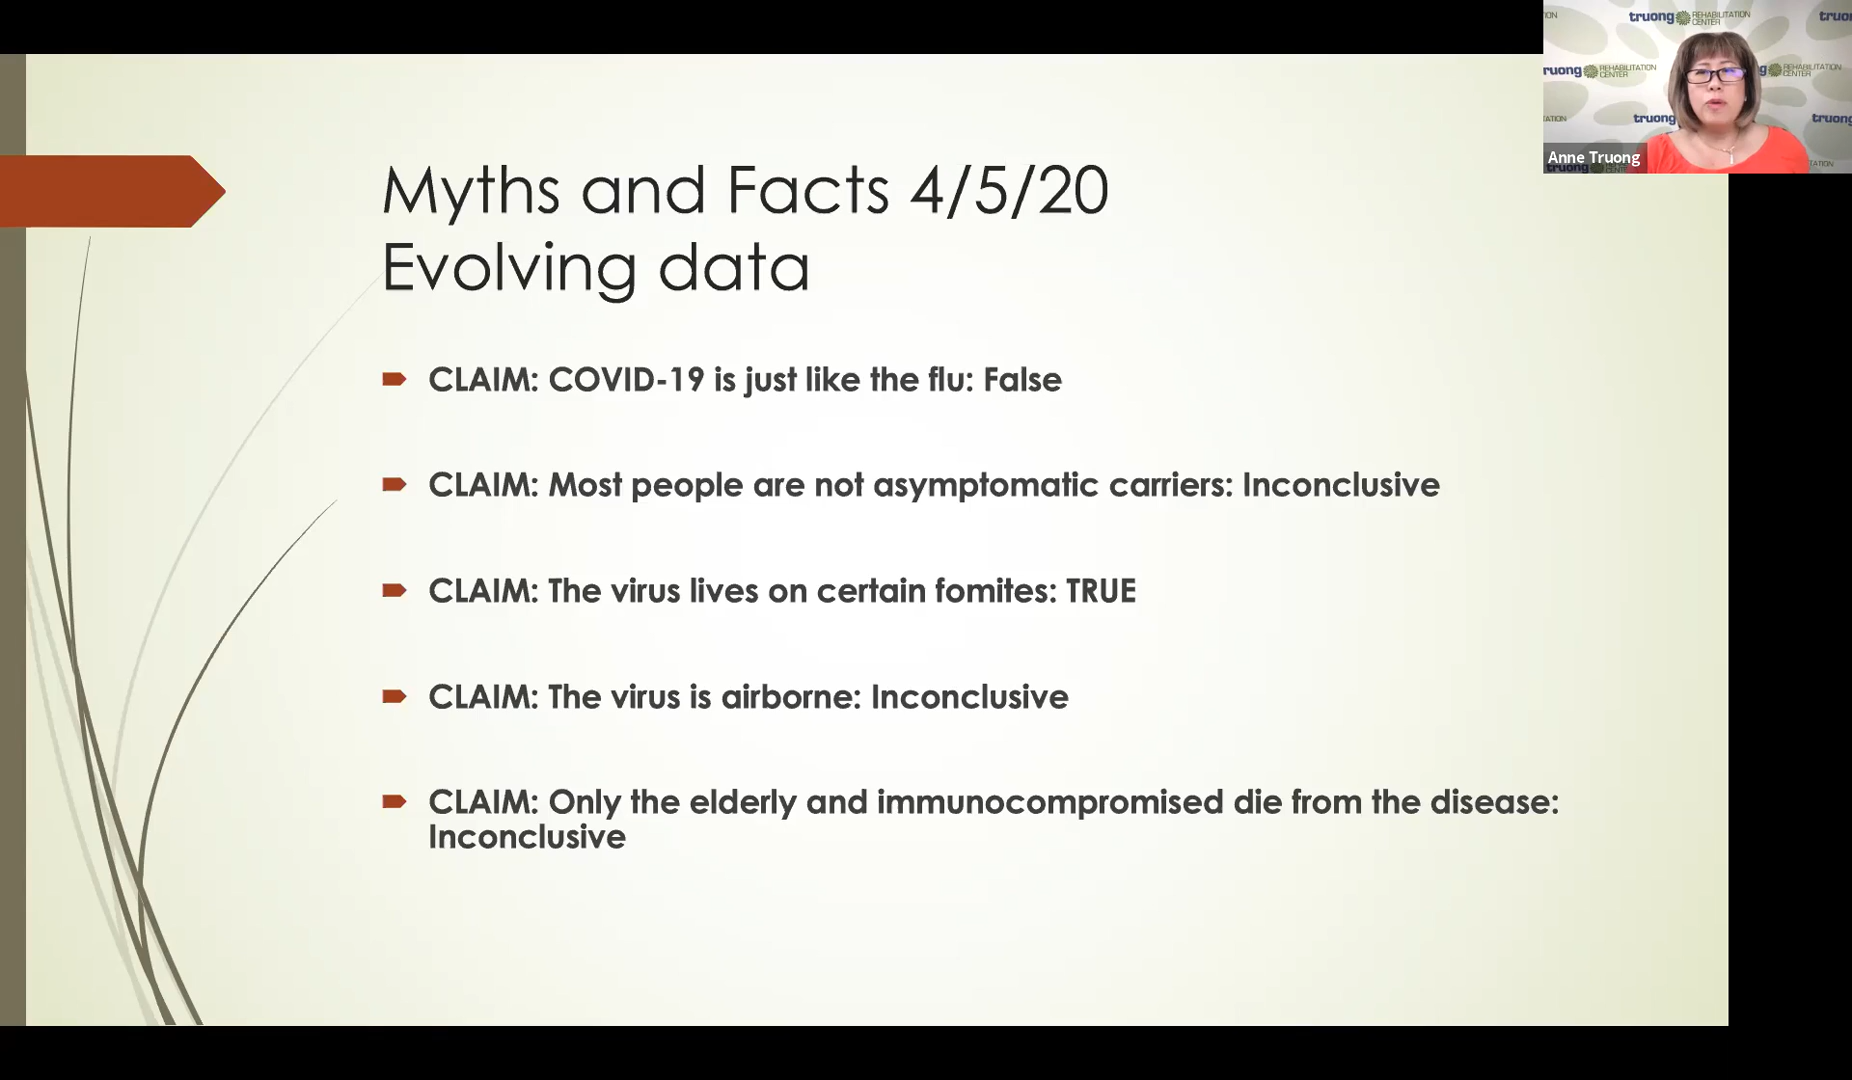 Myths and Facts 4/5/20
Evolving data
CLAIM: COVID-19 is just like the flu: False
CLAIM: Most people are not asymptomatic carriers: Inconclusive
CLAIM: The virus lives on certain fomites: TRUE
CLAIM: The virus is airborne: Inconclusive
CLAIM: Only the elderly and immunocompromised die from the disease:
Inconclusive
truong REHABILITATION CENTER
truong
Anne Truong